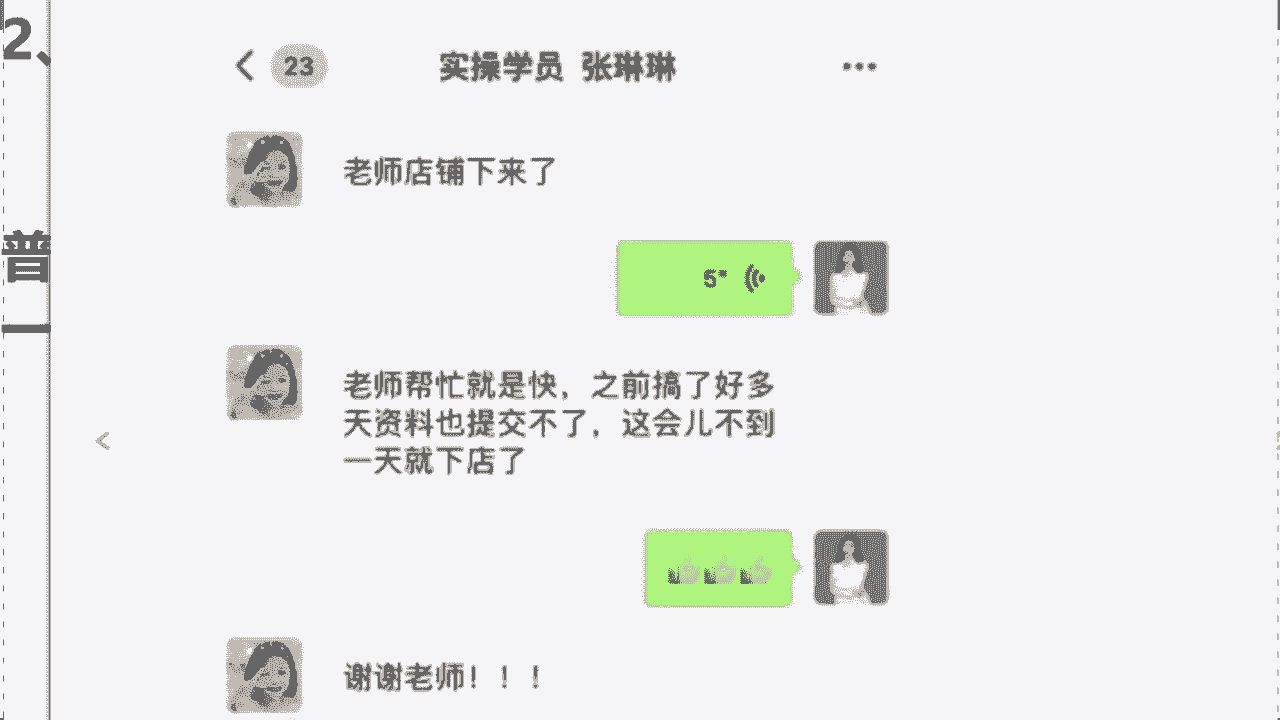 2、
普
一
23
实操学员 张琳琳
老师店铺下来了
5"
老师帮忙就是快，之前搞了好多
天资料也提交不了，这会儿不到
一天就下店了
谢谢老师！！！